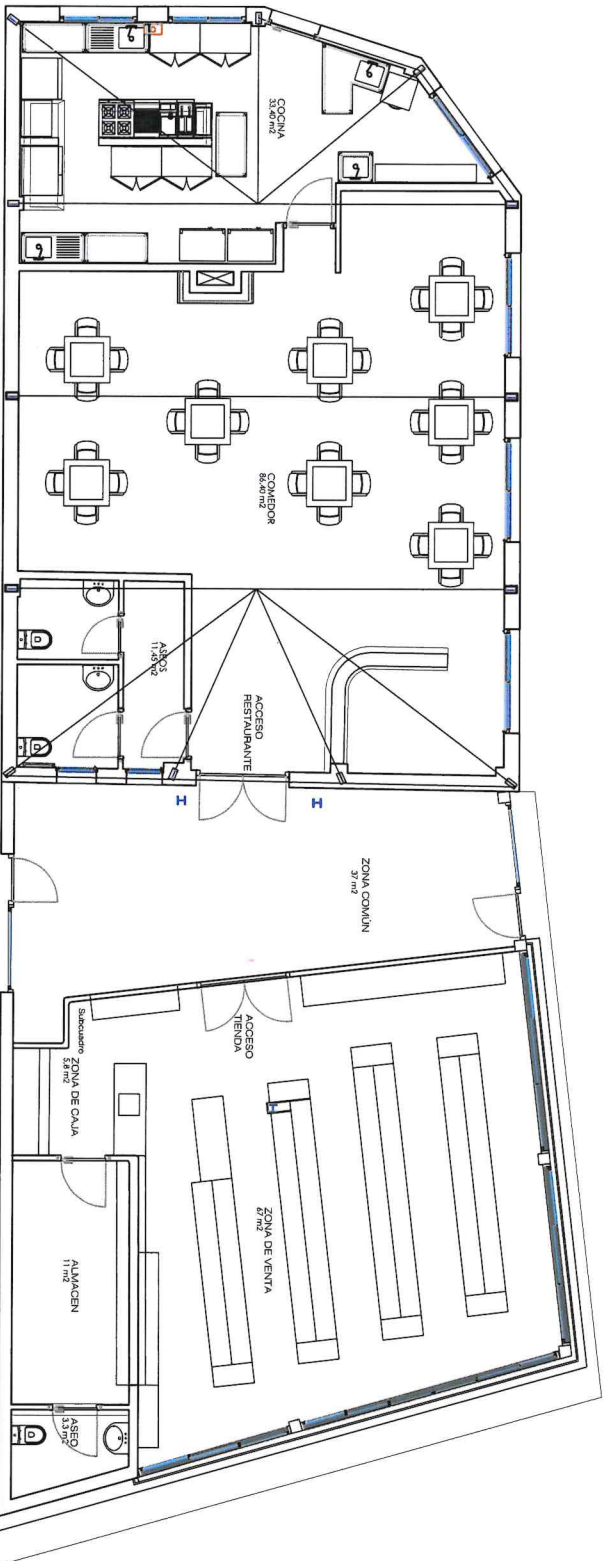 COCINA
33,40 m2
COMEDOR
86,40 m2
ASEOS
11,45 m2
ACCESO
RESTAURANTE
H
H
ZONA COMÚN
37 m2
ACCESO
TIENDA
Subcuadro
ZONA DE CAJA
5,8 m2
H
ZONA DE VENTA
67 m2
ALMACEN
11 m2
ASEO
3,3 m2